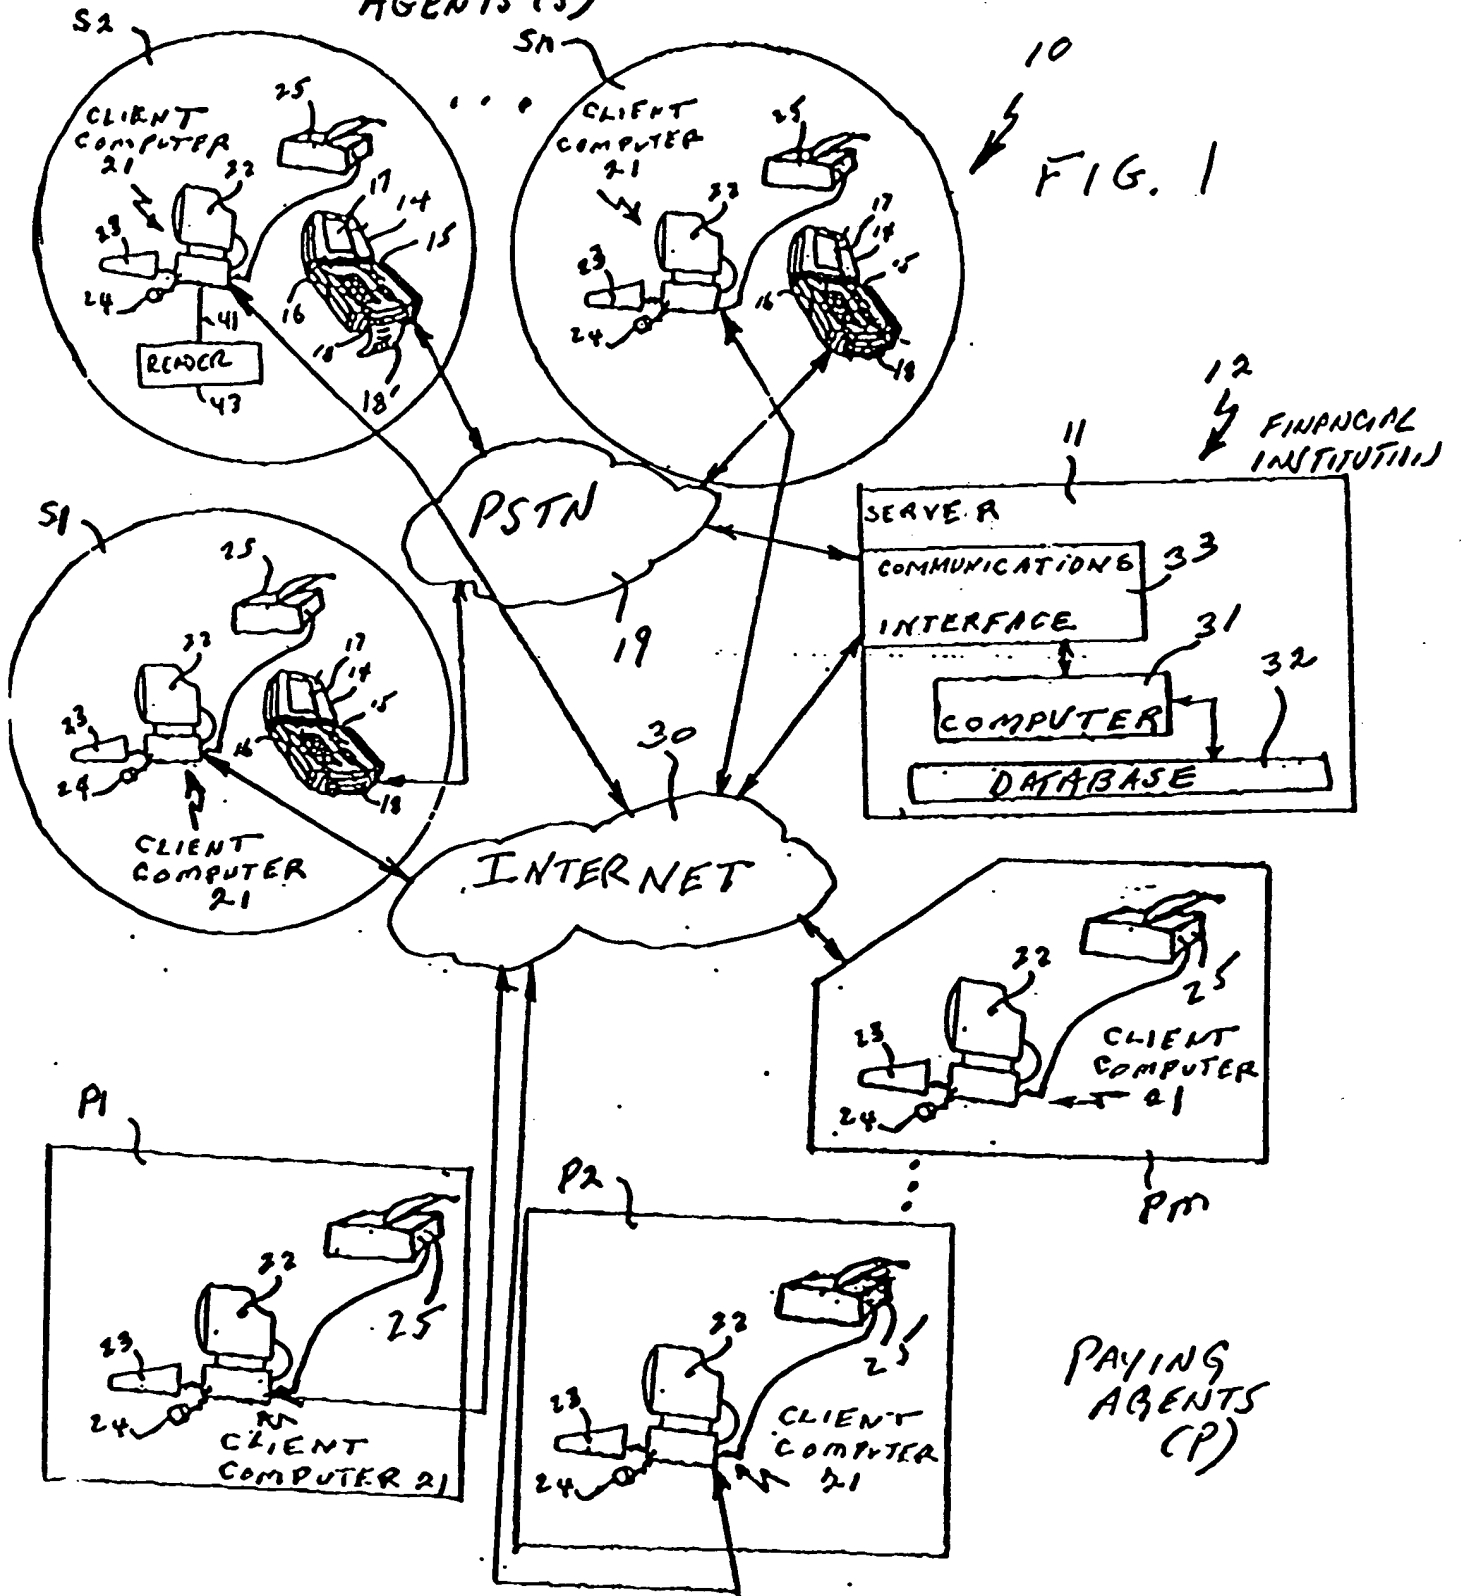 AGENTS (S)
S2
CLIENT
COMPUTER
21
25
22
23
24
41
RENDER
43
17
14
15
16
18
18'
. . .
Sn
CLIENT
COMPUTER
21
25
22
23
24
17
14
15
16
18
10
FIG. 1
S1
25
22
23
24
17
14
15
16
18
CLIENT
COMPUTER
21
PSTN
19
12
FINANCIAL
11
SERVER
COMMUNICATIONS
INTERFACE
33
31
COMPUTER
32
DATABASE
30
INTERNET
22
23
24
25
CLIENT
COMPUTER
21
Pm
P1
22
23
24
25
CLIENT
COMPUTER 21
P2
22
23
24
25
CLIENT
COMPUTER
21
PAYING
AGENTS
(P)